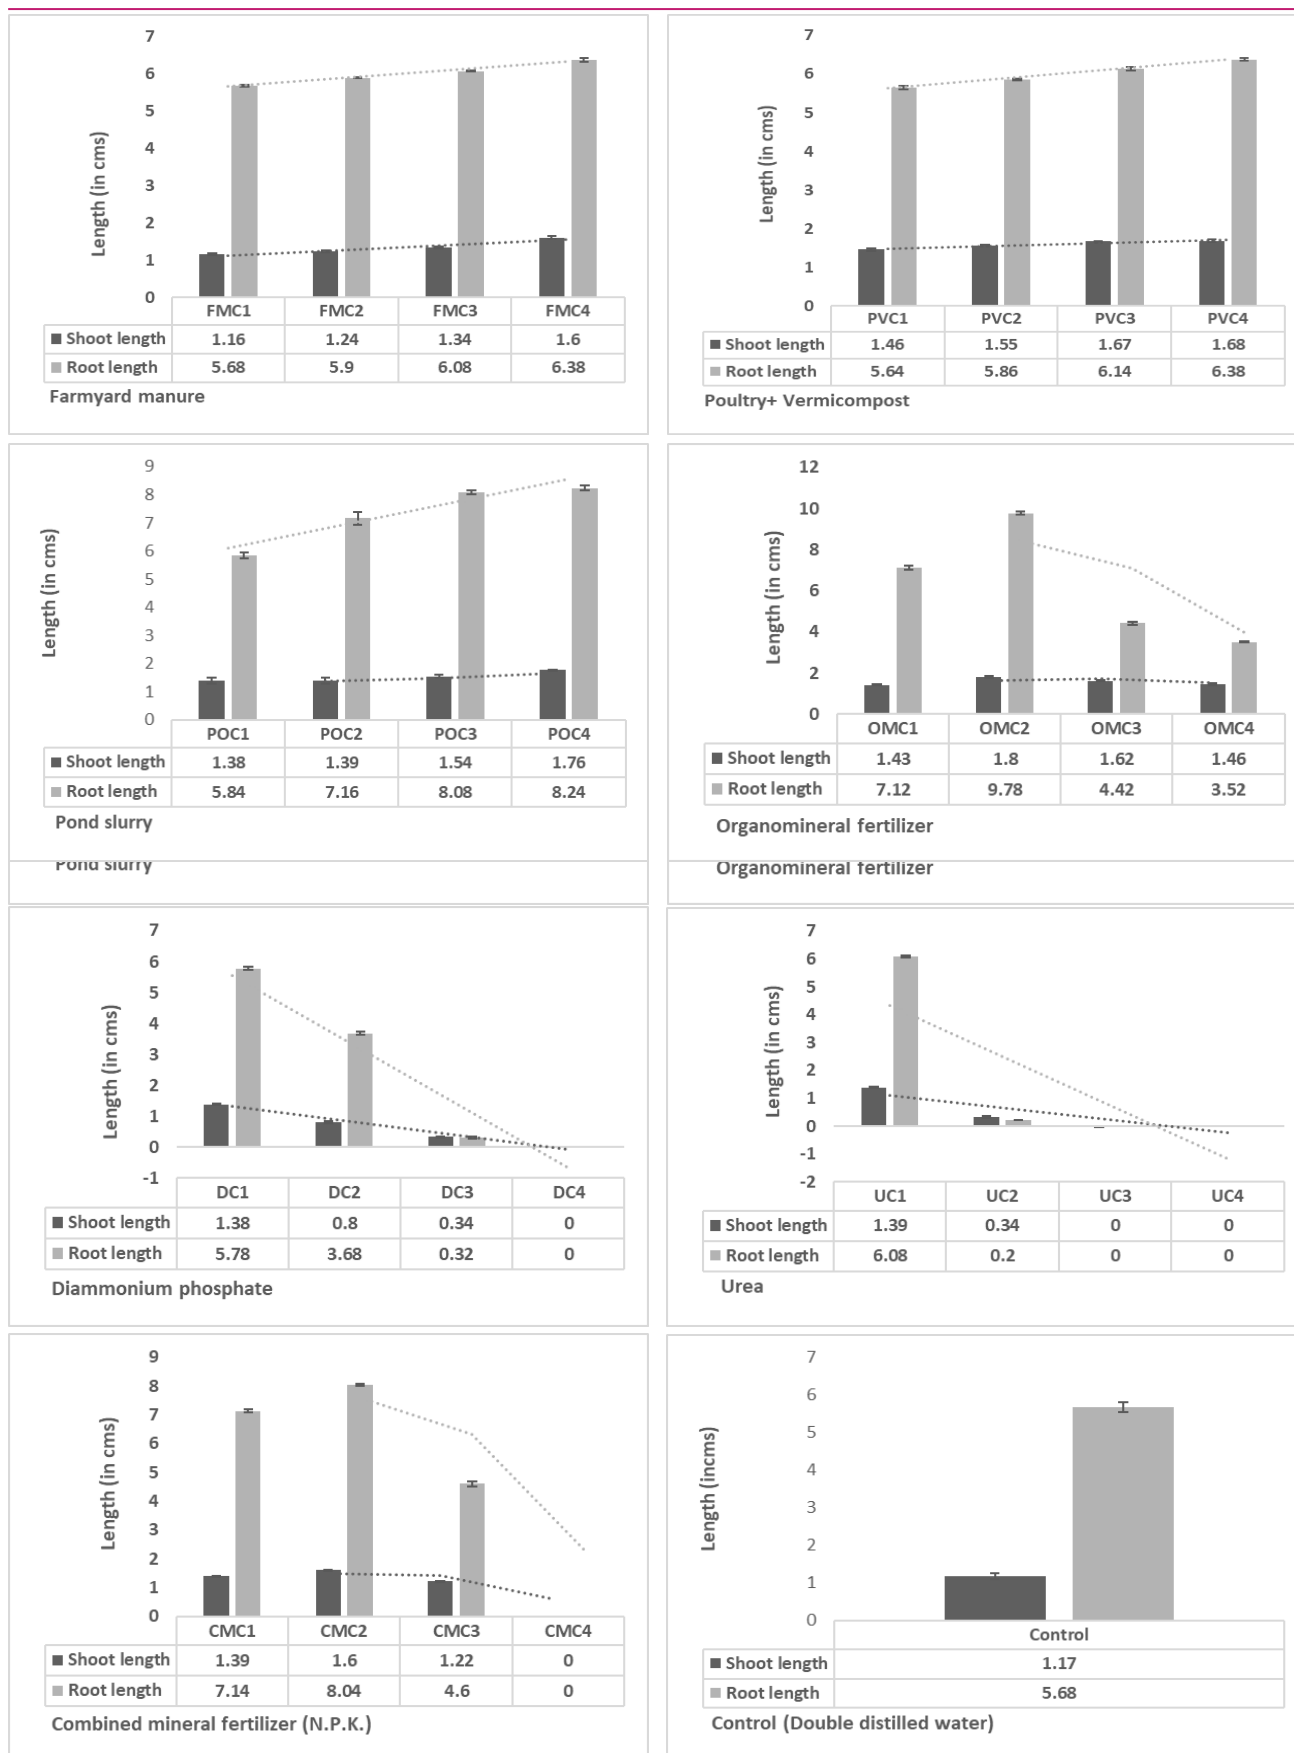 7
6
5
4
3
2
1
0
Length (in cms)
FMC1 FMC2 FMC3 FMC4
Shoot length 1.16 1.24 1.34 1.6
Root length 5.68 5.9 6.08 6.38
Farmyard manure
7
6
5
4
3
2
1
0
Length (in cms)
PVC1 PVC2 PVC3 PVC4
Shoot length 1.46 1.55 1.67 1.68
Root length 5.64 5.86 6.14 6.38
Poultry+ Vermicompost
9
8
7
6
5
4
3
2
1
0
Length (in cms)
POC1 POC2 POC3 POC4
Shoot length 1.38 1.39 1.54 1.76
Root length 5.84 7.16 8.08 8.24
Pond slurry
Pond slurry
12
10
8
6
4
2
0
Length (in cms)
OMC1 OMC2 OMC3 OMC4
Shoot length 1.43 1.8 1.62 1.46
Root length 7.12 9.78 4.42 3.52
Organomineral fertilizer
Organomineral fertilizer
7
6
5
4
3
2
1
0
-1
Length (in cms)
DC1 DC2 DC3 DC4
Shoot length 1.38 0.8 0.34 0
Root length 5.78 3.68 0.32 0
Diammonium phosphate
7
6
5
4
3
2
1
0
-1
-2
Length (in cms)
UC1 UC2 UC3 UC4
Shoot length 1.39 0.34 0 0
Root length 6.08 0.2 0 0
Urea
9
8
7
6
5
4
3
2
1
0
Length (in cms)
CMC1 CMC2 CMC3 CMC4
Shoot length 1.39 1.6 1.22 0
Root length 7.14 8.04 4.6 0
Combined mineral fertilizer (N.P.K.)
7
6
5
4
3
2
1
0
Length (incms)
Control
Shoot length 1.17
Root length 5.68
Control (Double distilled water)